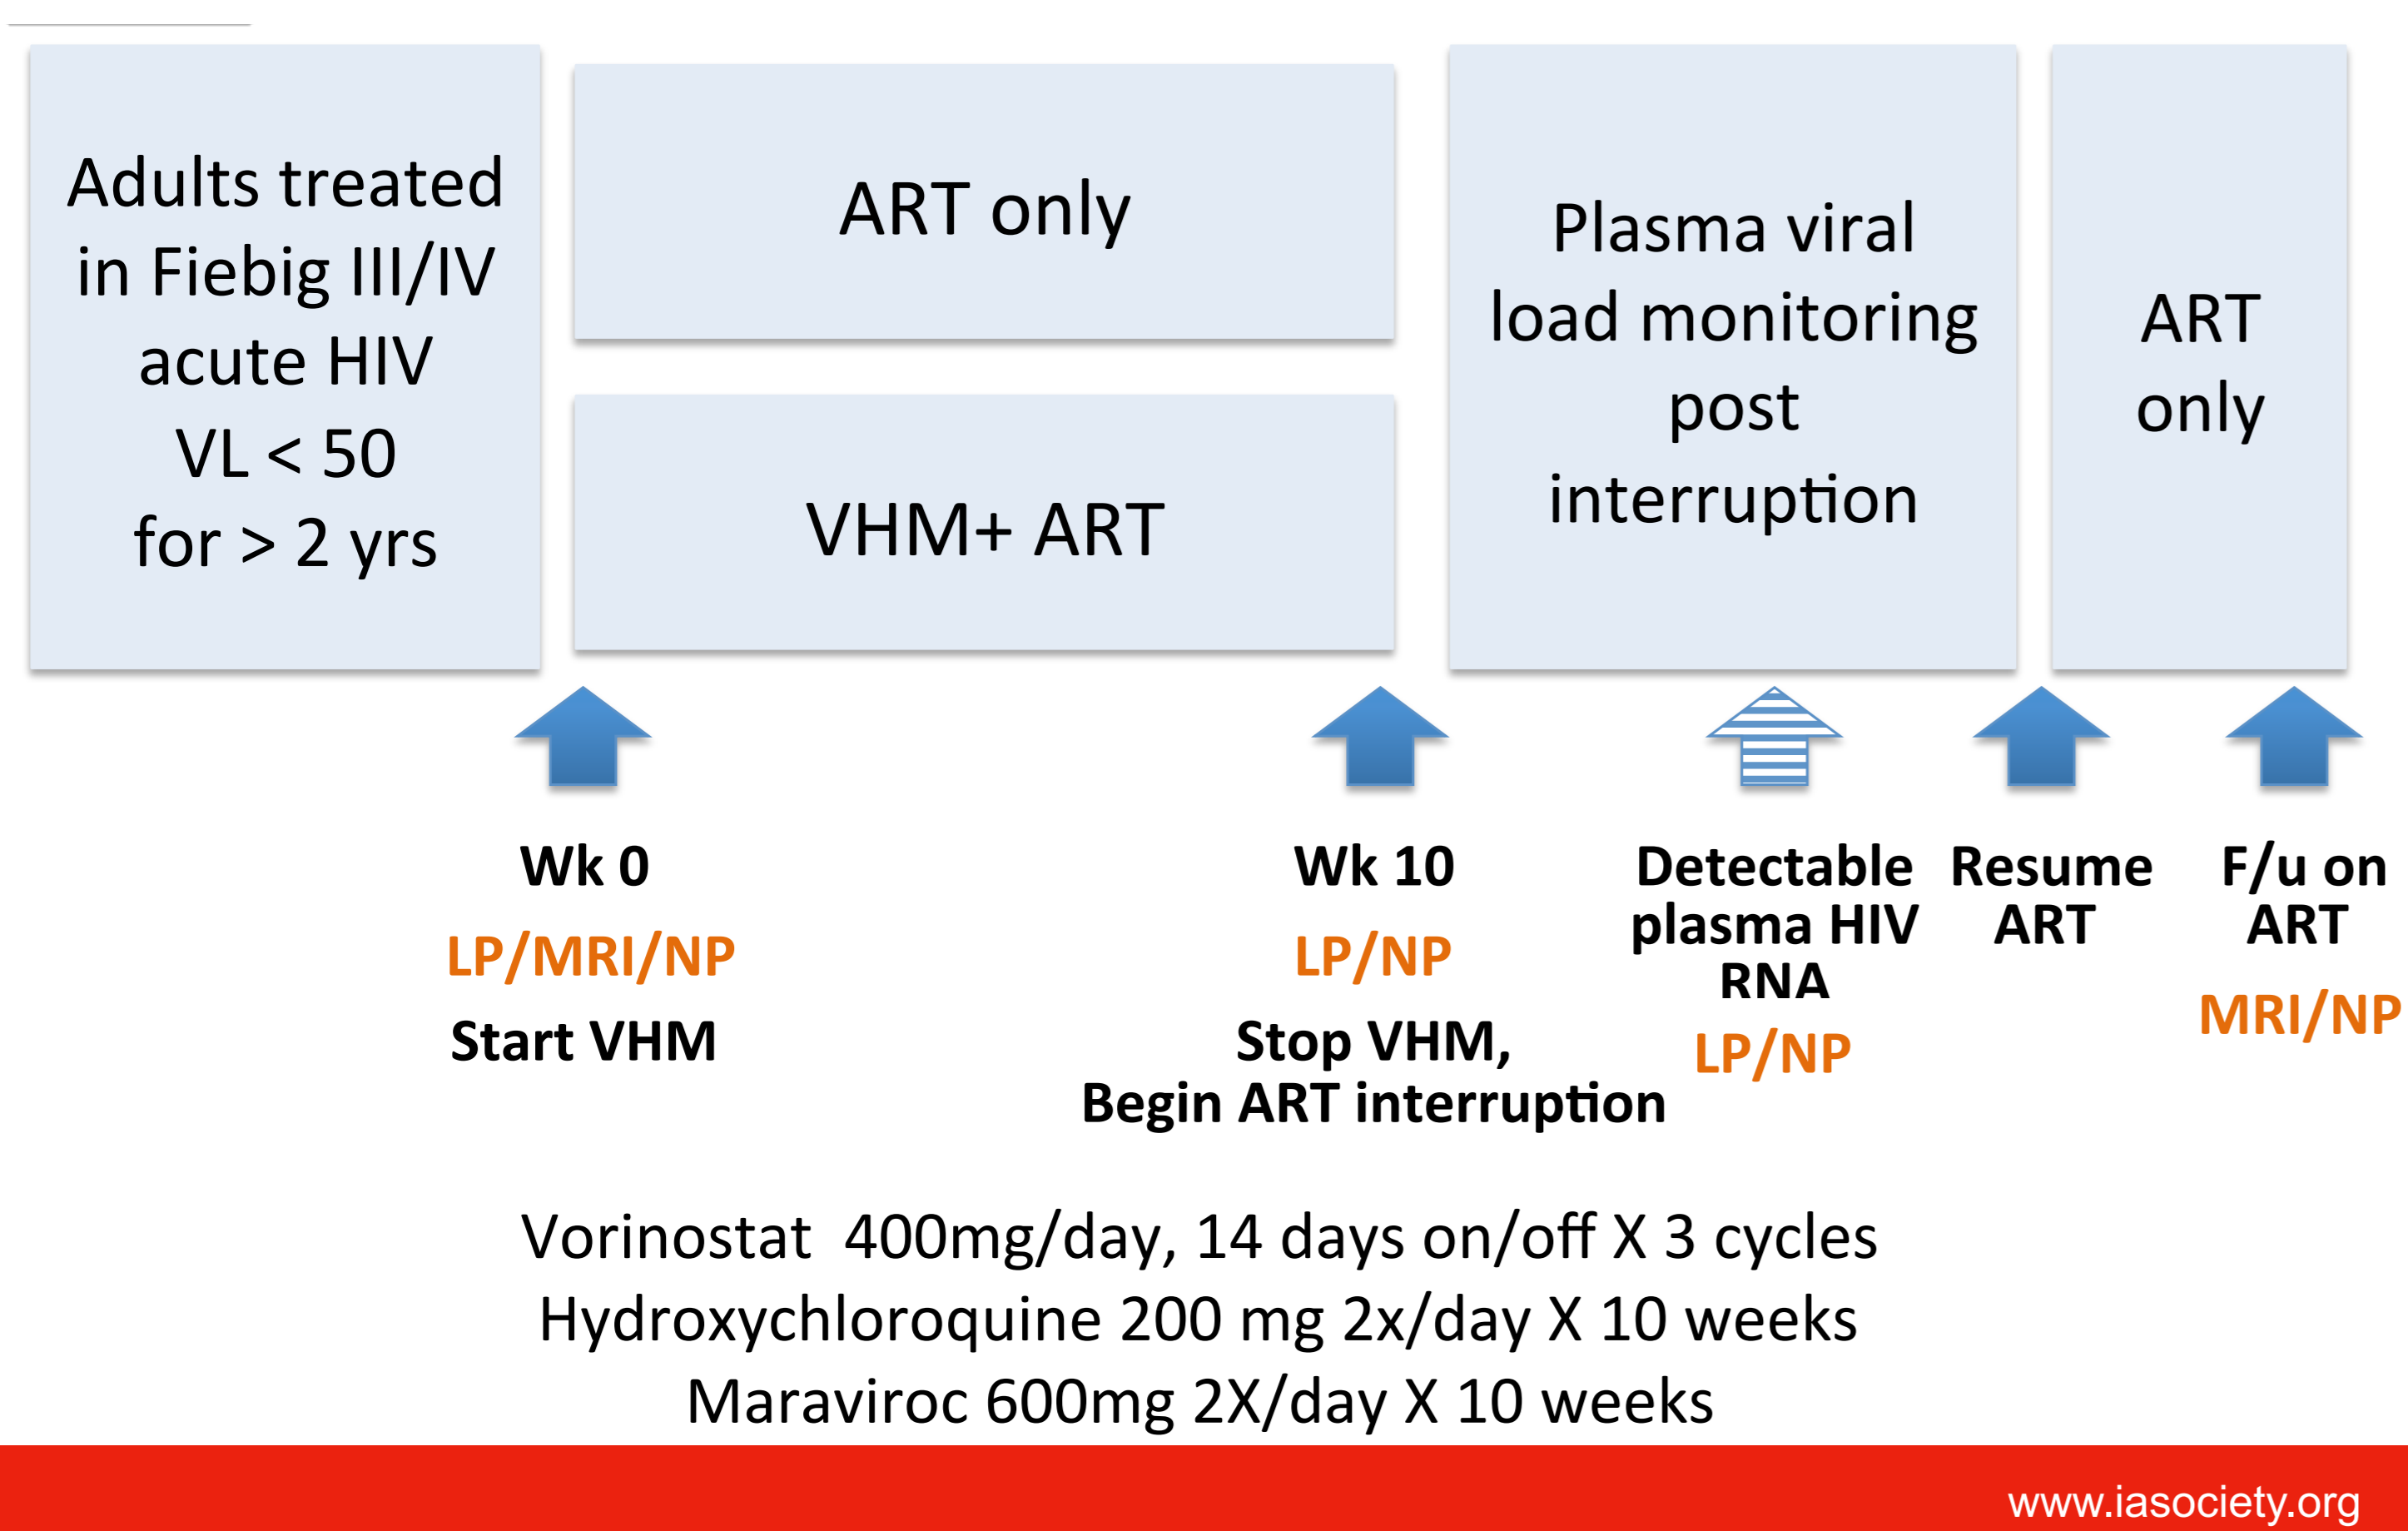 Adults treated
in Fiebig III/IV
acute HIV
VL < 50
for > 2 yrs
ART only
VHM+ ART
Plasma viral
load monitoring
post
interruption
ART
only
Wk 0
LP/MRI/NP
Start VHM
Wk 10
LP/NP
Stop VHM,
Begin ART interruption
Detectable
plasma HIV
RNA
LP/NP
Resume
ART
F/u on
ART
MRI/NP
Vorinostat 400mg/day, 14 days on/off X 3 cycles
Hydroxychloroquine 200 mg 2x/day X 10 weeks
Maraviroc 600mg 2X/day X 10 weeks
www.iasociety.org